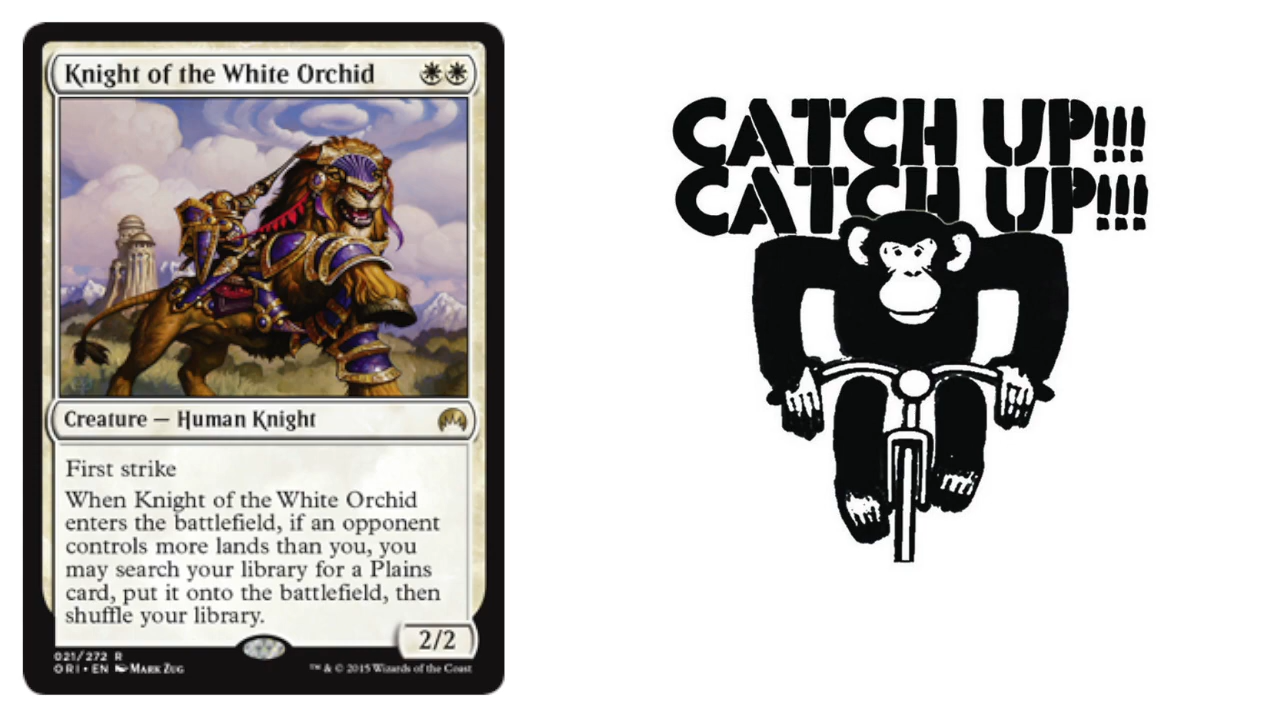 Knight of the White Orchid
Creature — Human Knight
First strike
When Knight of the White Orchid
enters the battlefield, if an opponent
controls more lands than you, you
may search your library for a Plains
card, put it onto the battlefield, then
shuffle your library.
2/2
021/272 R
ORI • EN MARK ZUG
™ & © 2015 Wizards of the Coast
CATCH UP!!!
CATCH UP!!!